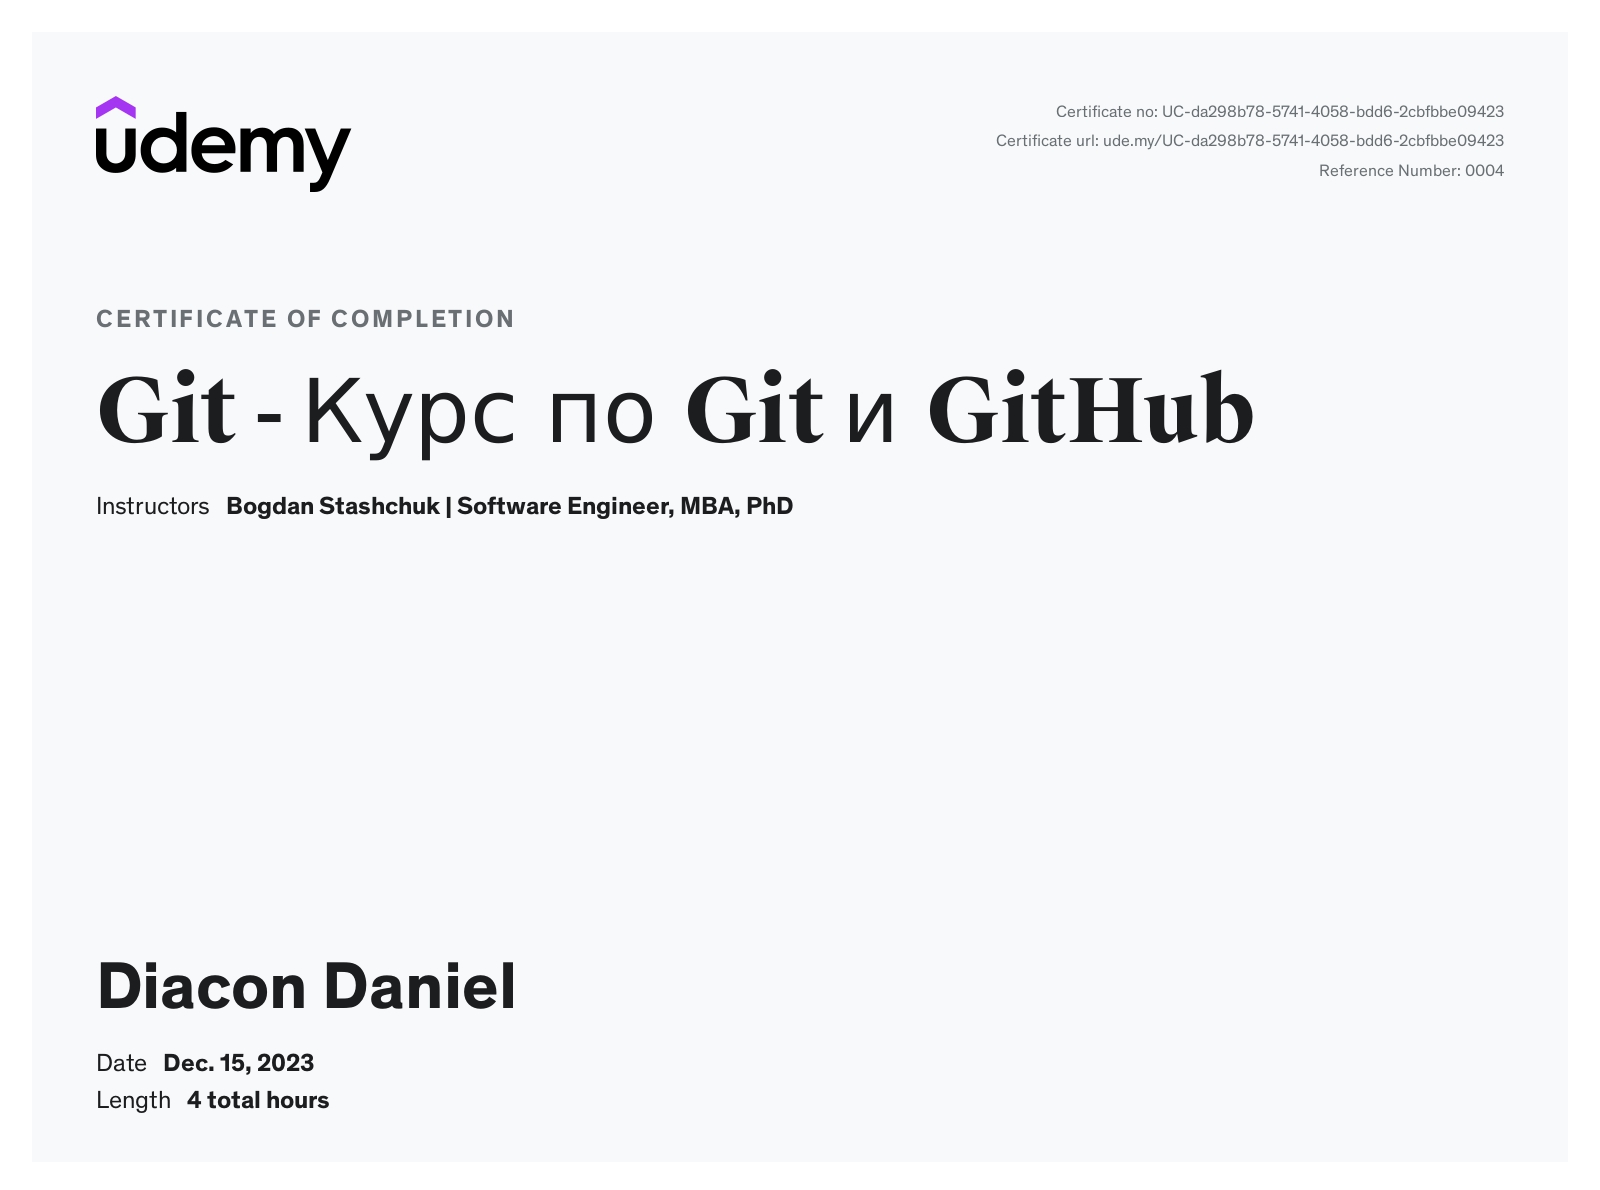 udemy
Certificate no: UC-da298b78-5741-4058-bdd6-2cbfbbe09423
Certificate url: ude.my/UC-da298b78-5741-4058-bdd6-2cbfbbe09423
Reference Number: 0004
CERTIFICATE OF COMPLETION
Git - Курс по Git и GitHub
Instructors Bogdan Stashchuk | Software Engineer, MBA, PhD
Diacon Daniel
Date Dec. 15, 2023
Length 4 total hours